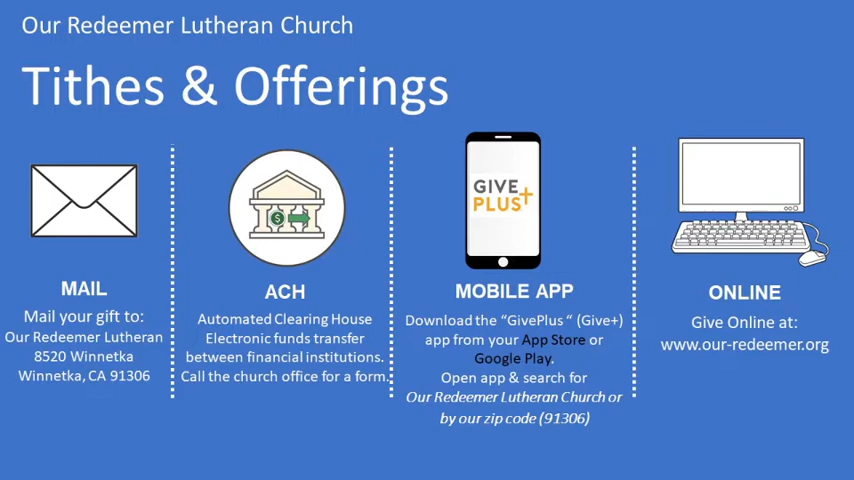 Our Redeemer Lutheran Church
Tithes & Offerings
MAIL
Mail your gift to:
Our Redeemer Lutheran
8520 Winnetka
Winnetka, CA 91306
$
ACH
Automated Clearing House
Electronic funds transfer
between financial institutions.
Call the church office for a form.
GIVE+
PLUS
MOBILE APP
Download the “GivePlus “ (Give+)
app from your App Store or
Google Play.
Open app & search for
Our Redeemer Lutheran Church or
by our zip code (91306)
ONLINE
Give Online at:
www.our-redeemer.org